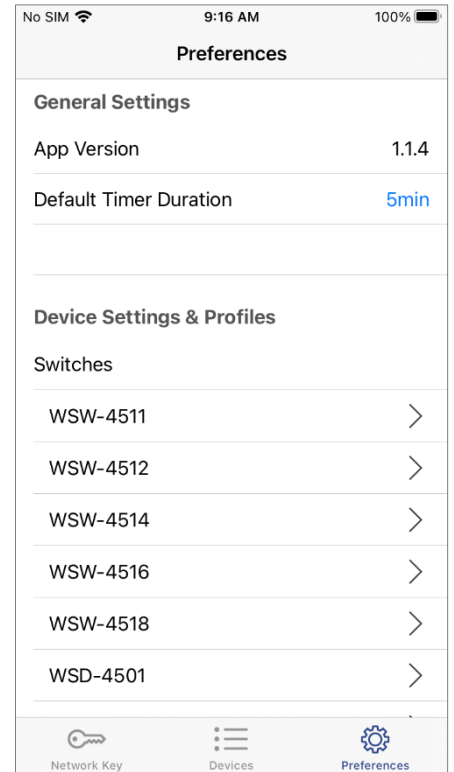 No SIM 9:16 AM 100%
Preferences
General Settings
App Version 1.1.4
Default Timer Duration 5min
Device Settings & Profiles
Switches
WSW-4511
WSW-4512
WSW-4514
WSW-4516
WSW-4518
WSD-4501
Network Key Devices Preferences